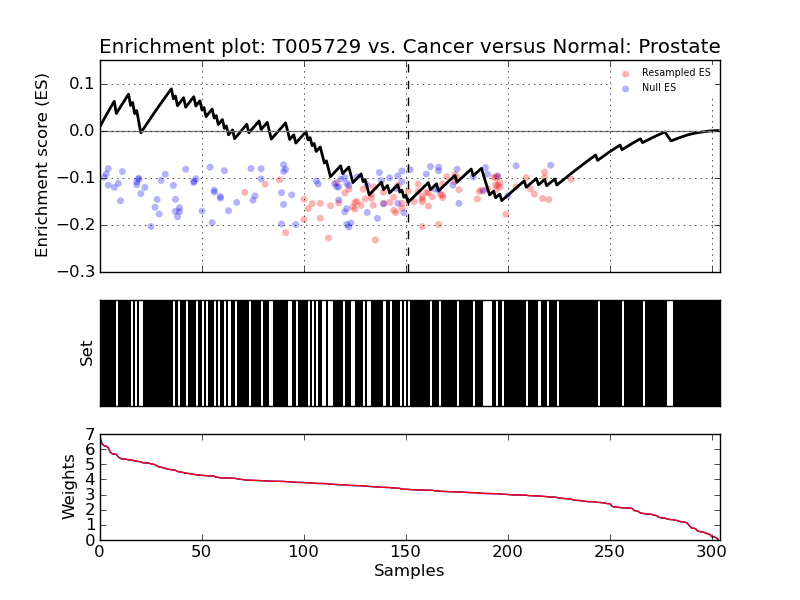 Enrichment plot: T005729 vs. Cancer versus Normal: Prostate
Enrichment score (ES)
0.1
0.0
−0.1
−0.2
−0.3
Resampled ES
Null ES
Set
Weights
7
6
5
4
3
2
1
0
0 50 100 150 200 250 300
Samples